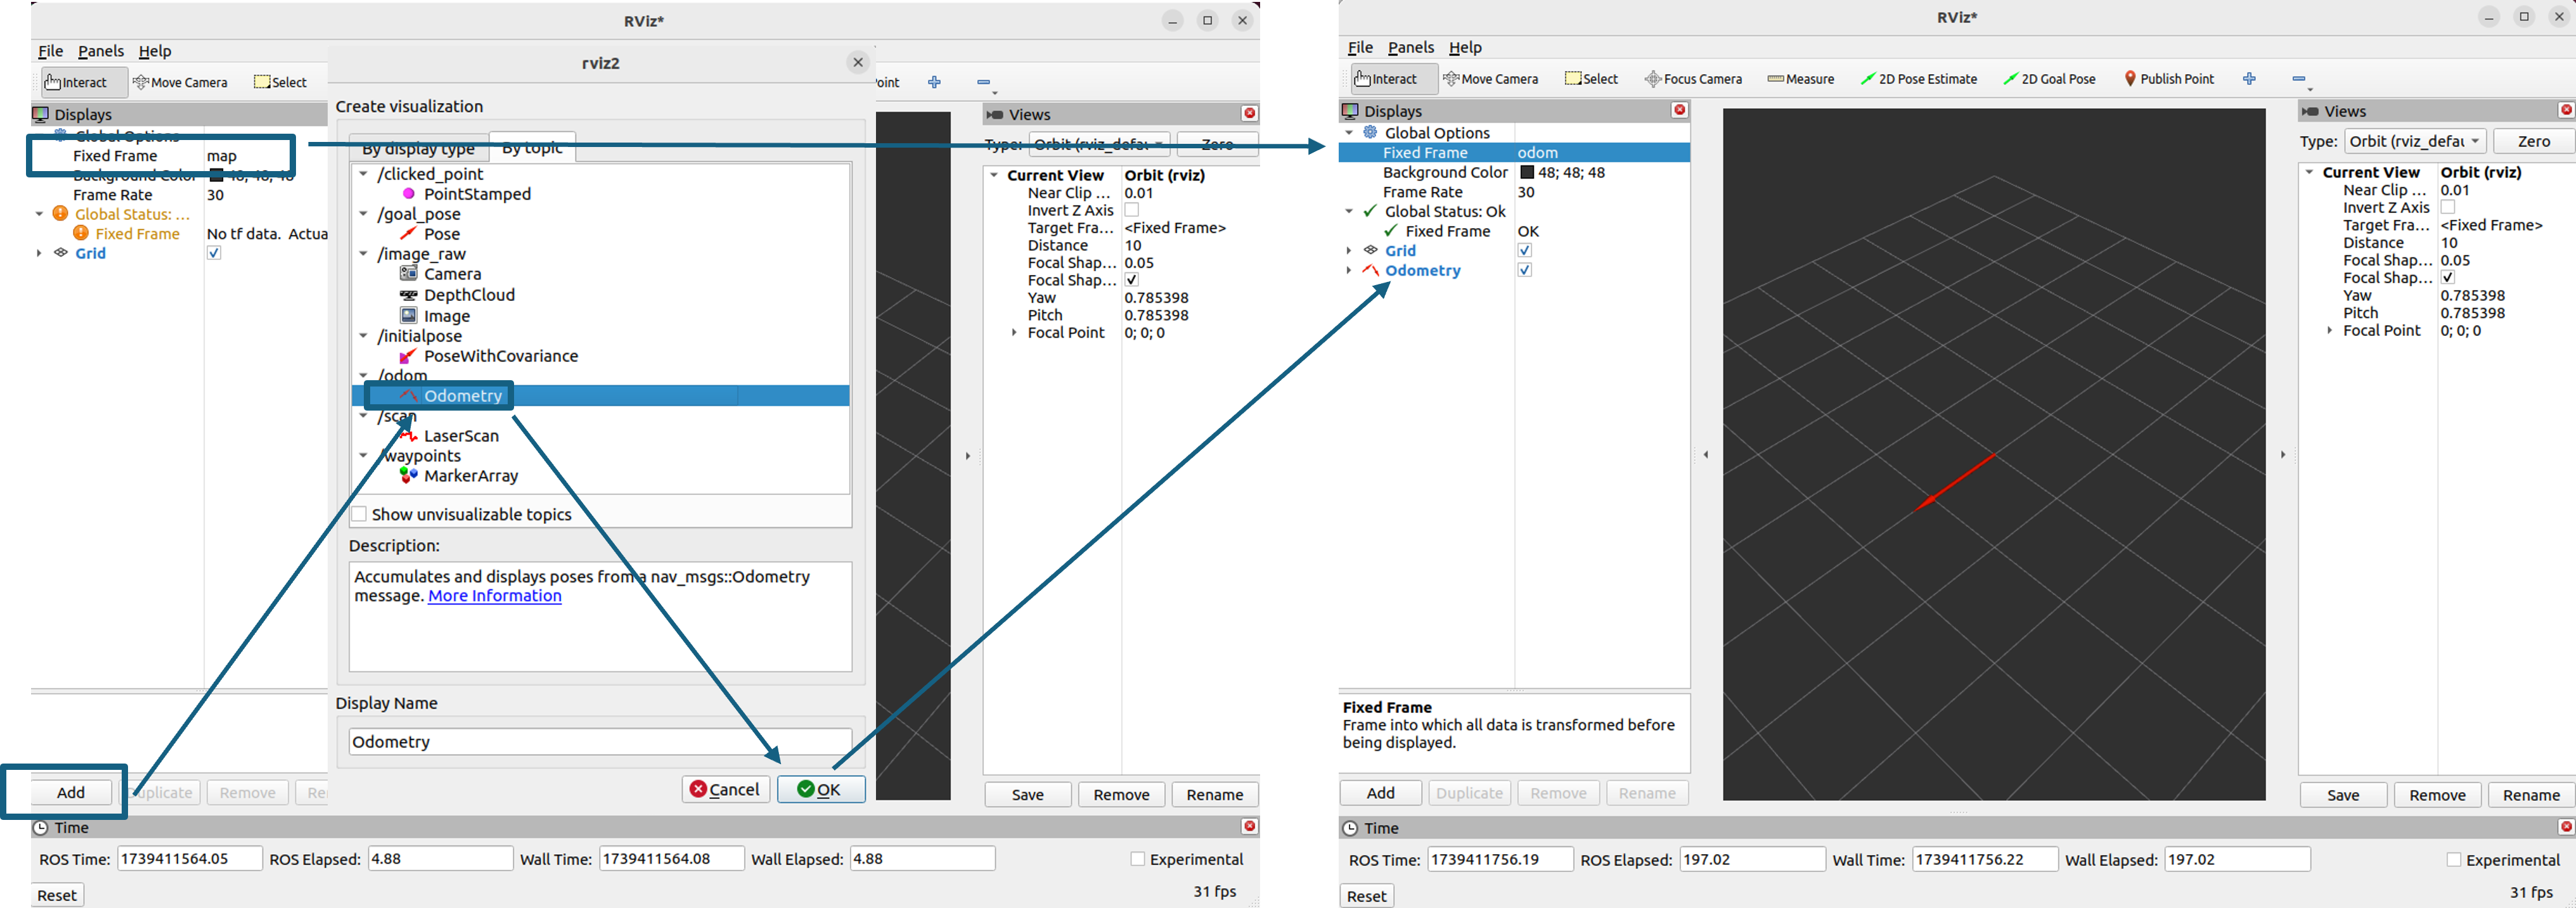 RViz*
File Panels Help
Interact Move Camera Select
rviz2
Displays
Global Options
Fixed Frame map
Background Color 48; 48; 48
Frame Rate 30
Global Status: ...
Fixed Frame No tf data. Actua
Grid
Add Duplicate Remove Re
Create visualization
By display type By topic
/clicked_point
PointStamped
/goal_pose
Pose
/image_raw
Camera
DepthCloud
Image
/initialpose
PoseWithCovariance
/odom
Odometry
/scan
LaserScan
/waypoints
MarkerArray
Show unvisualizable topics
Description:
Accumulates and displays poses from a nav_msgs::Odometry
message. More Information
Display Name
Odometry
Cancel OK
oint
Views
Type: Orbit (rviz_defau Zero
Current View Orbit (rviz)
Near Clip ... 0.01
Invert Z Axis
Target Fra... <Fixed Frame>
Distance 10
Focal Shap... 0.05
Focal Shap...
Yaw 0.785398
Pitch 0.785398
Focal Point 0; 0; 0
Save Remove Rename
Time
ROS Time: 1739411564.05 ROS Elapsed: 4.88 Wall Time: 1739411564.08 Wall Elapsed: 4.88 Experimental
Reset 31 fps
RViz*
File Panels Help
Interact Move Camera Select Focus Camera Measure 2D Pose Estimate 2D Goal Pose Publish Point
Displays
Global Options
Fixed Frame odom
Background Color 48; 48; 48
Frame Rate 30
Global Status: Ok
Fixed Frame OK
Grid
Odometry
Fixed Frame
Frame into which all data is transformed before
being displayed.
Add Duplicate Remove Rename
Views
Type: Orbit (rviz_defau Zero
Current View Orbit (rviz)
Near Clip ... 0.01
Invert Z Axis
Target Fra... <Fixed Frame>
Distance 10
Focal Shap... 0.05
Focal Shap...
Yaw 0.785398
Pitch 0.785398
Focal Point 0; 0; 0
Save Remove Rename
Time
ROS Time: 1739411756.19 ROS Elapsed: 197.02 Wall Time: 1739411756.22 Wall Elapsed: 197.02 Experimental
Reset 31 fps